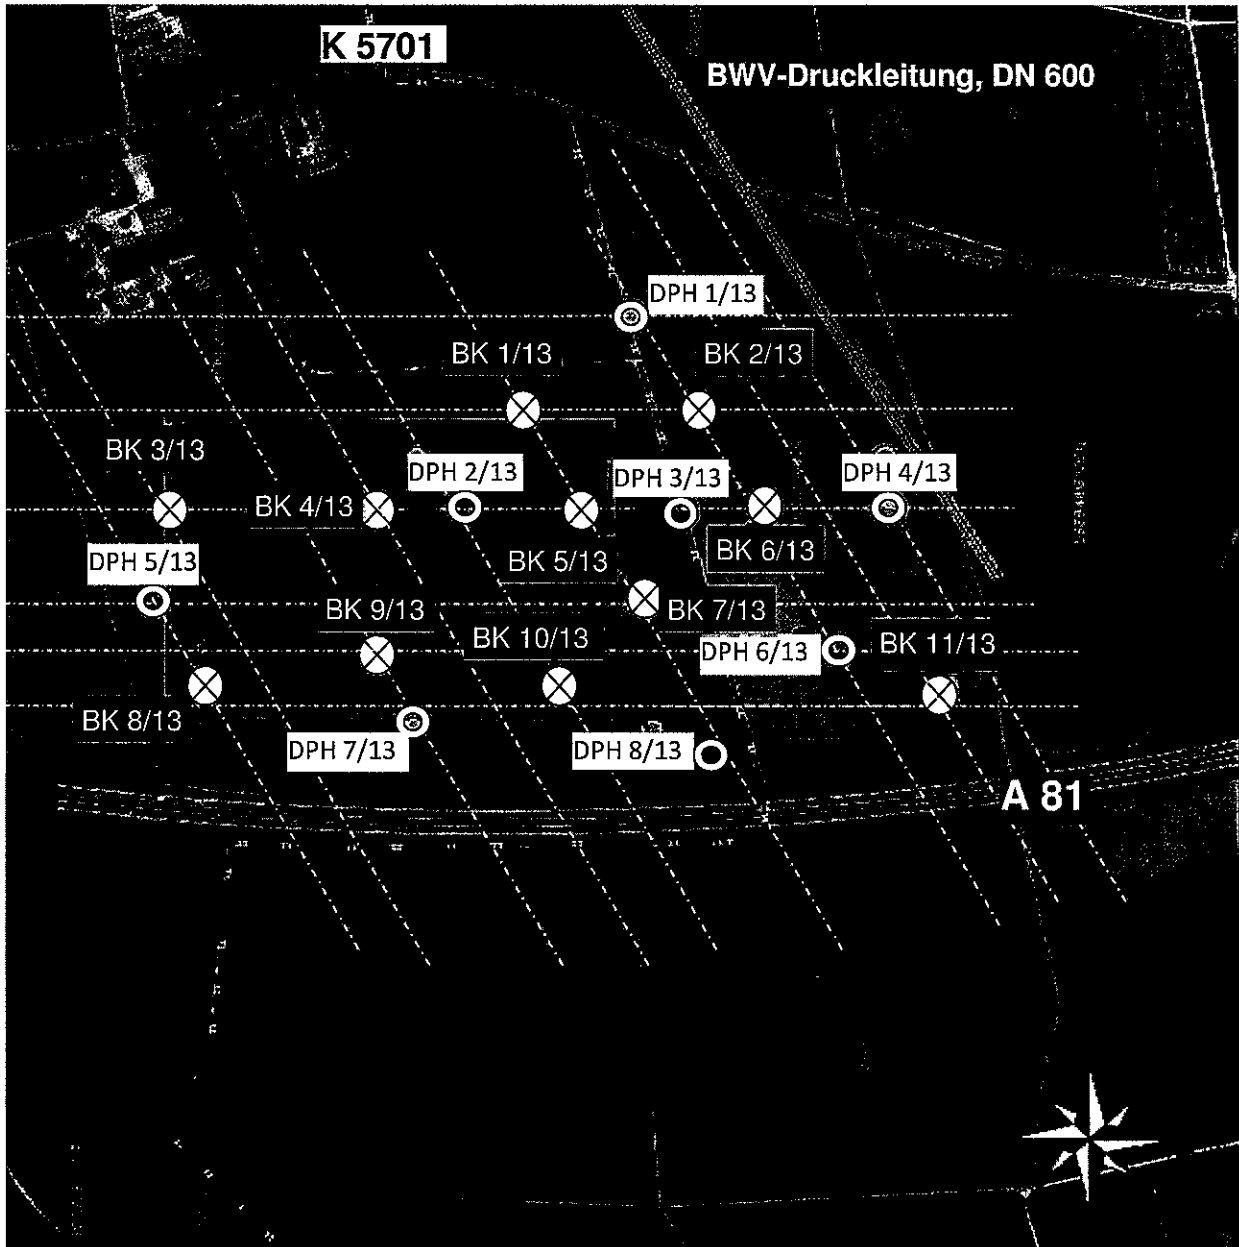 K 5701
BWV-Druckleitung, DN 600
DPH 1/13
BK 1/13
BK 2/13
BK 3/13
DPH 2/13
DPH 3/13
DPH 4/13
BK 4/13
BK 5/13
BK 6/13
DPH 5/13
BK 9/13
BK 7/13
BK 10/13
DPH 6/13
BK 11/13
BK 8/13
DPH 7/13
DPH 8/13
A 81